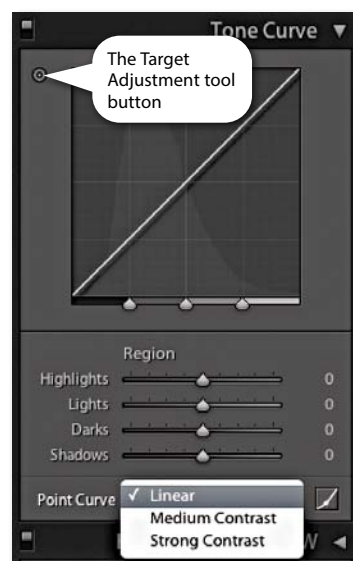 Tone Curve
The Target
Adjustment tool
button
Region
Highlights 0
Lights 0
Darks 0
Shadows 0
Point Curve ✓ Linear
Medium Contrast
Strong Contrast